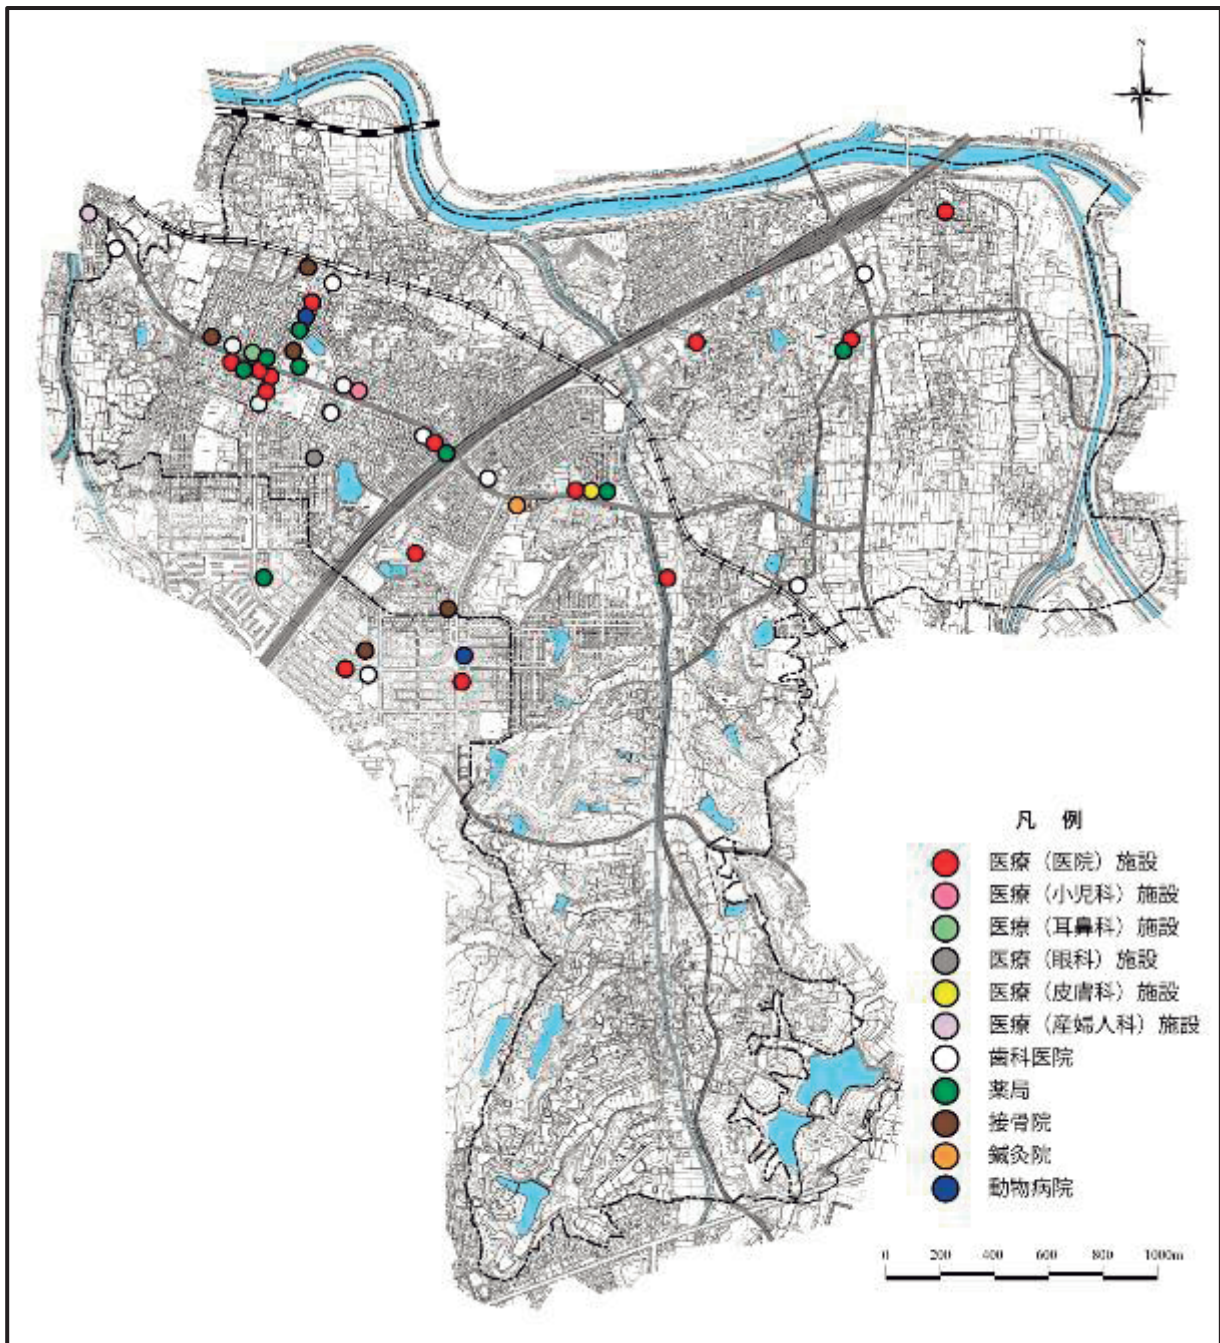 N
凡 例
医療（医院）施設
医療（小児科）施設
医療（耳鼻科）施設
医療（眼科）施設
医療（皮膚科）施設
医療（産婦人科）施設
歯科医院
薬局
接骨院
鍼灸院
動物病院
0 200 400 600 800 1000m